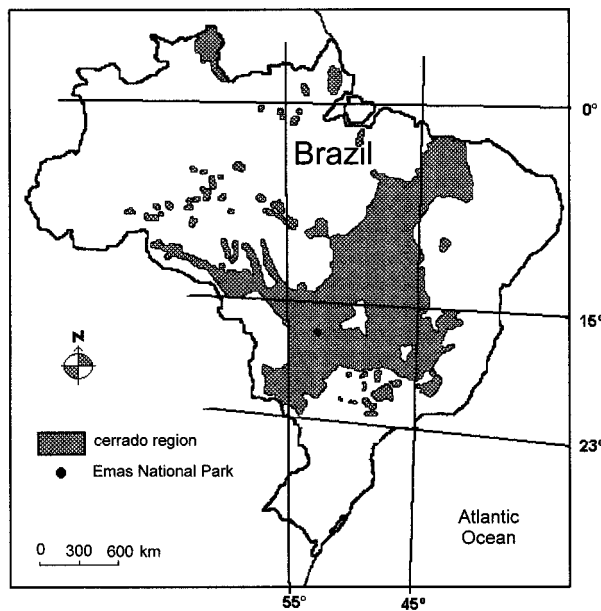 0°
Brazil
15°
N
cerrado region
23°
Emas National Park
Atlantic
Ocean
0 300 600 km
55° 45°